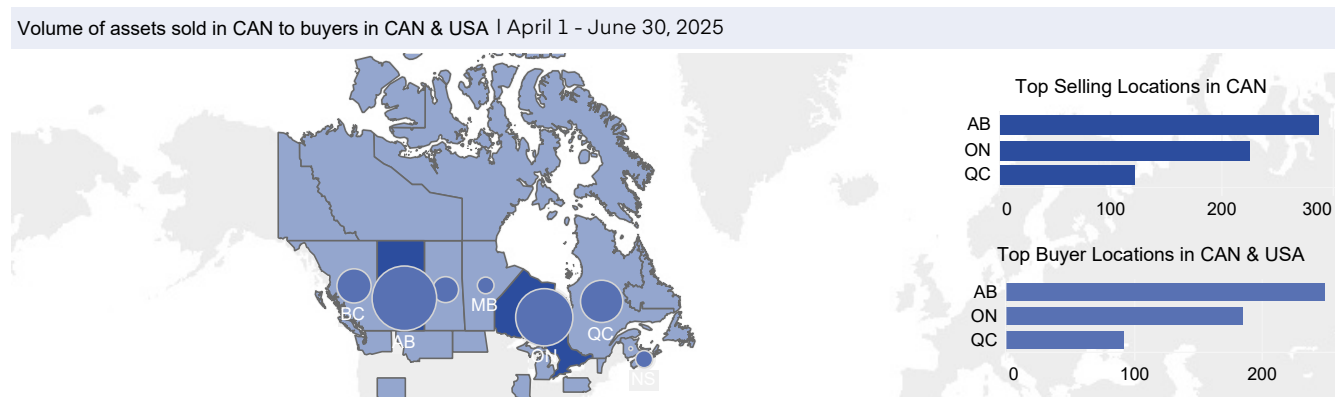 Volume of assets sold in CAN to buyers in CAN & USA | April 1 - June 30, 2025
Top Selling Locations in CAN
AB
ON
QC
0 100 200 300
Top Buyer Locations in CAN & USA
AB
ON
QC
0 100 200
BC
AB
MB
ON
QC
NS